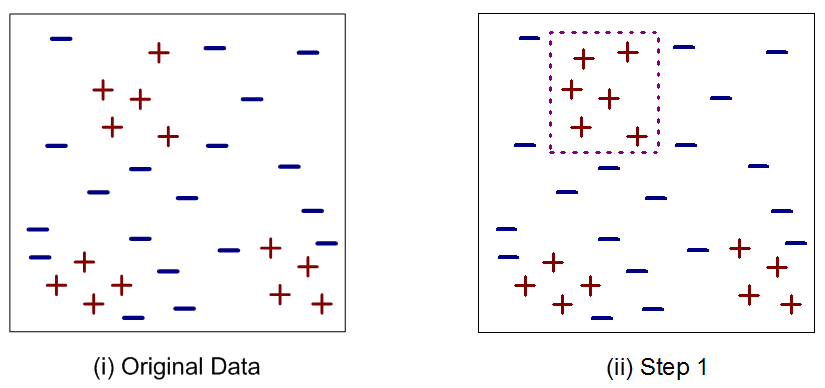 (i) Original Data
(ii) Step 1